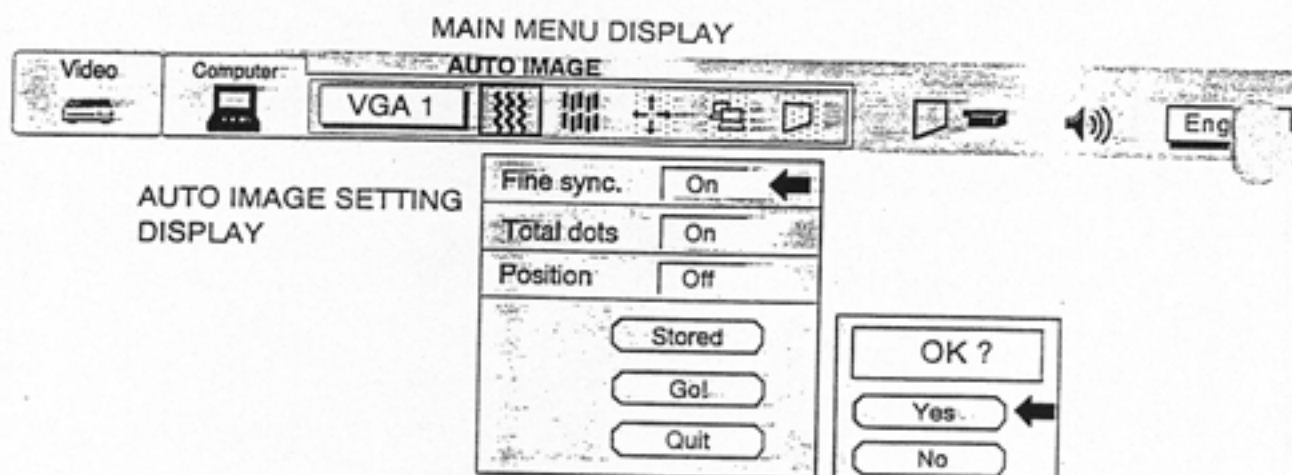 MAIN MENU DISPLAY
Video
Computer
AUTO IMAGE
VGA 1
Eng
AUTO IMAGE SETTING
DISPLAY
Fine sync. On
Total dots On
Position Off
Stored
Go!
Quit
OK ?
Yes
No